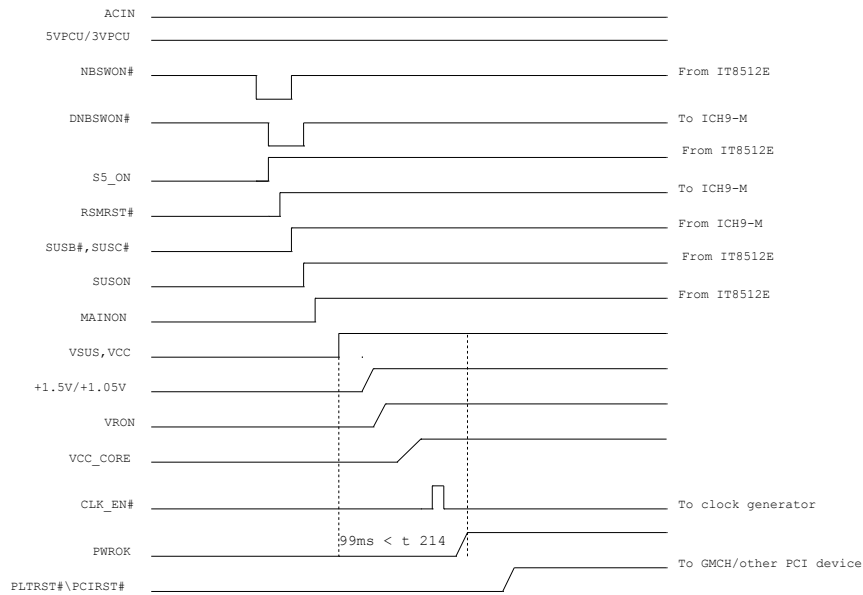 ACIN
5VPCU/3VPCU
NBSWON# From IT8512E
DNBSWON# To ICH9-M
From IT8512E
S5_ON
To ICH9-M
RSMRST#
From ICH9-M
SUSB#,SUSC#
From IT8512E
SUSON
From IT8512E
MAINON
VSUS,VCC
+1.5V/+1.05V
VRON
VCC_CORE
CLK_EN# To clock generator
99ms < t 214
PWROK
To GMCH/other PCI device
PLTRST#\PCIRST#